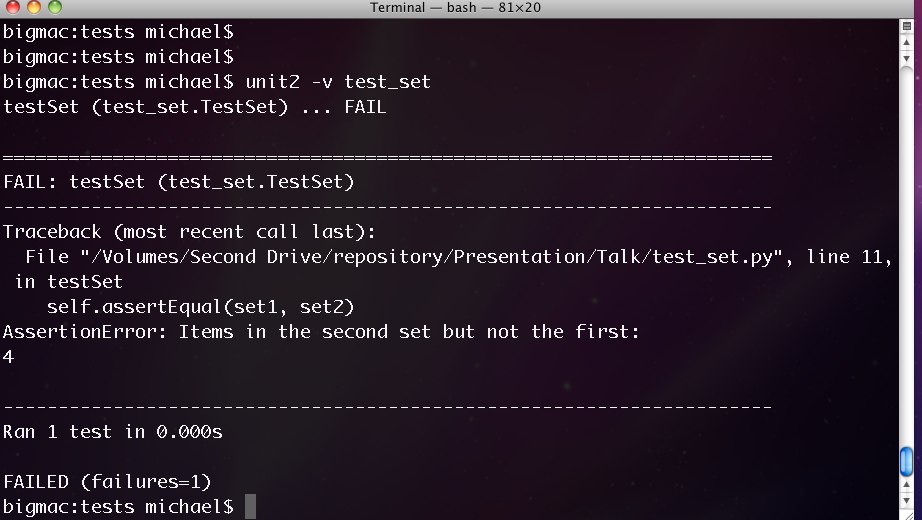 Terminal — bash — 81×20
bigmac:tests michael$
bigmac:tests michael$
bigmac:tests michael$ unit2 -v test_set
testSet (test_set.TestSet) ... FAIL
======================================================================
FAIL: testSet (test_set.TestSet)
----------------------------------------------------------------------
Traceback (most recent call last):
  File "/Volumes/Second Drive/repository/Presentation/Talk/test_set.py", line 11,
 in testSet
    self.assertEqual(set1, set2)
AssertionError: Items in the second set but not the first:
4
----------------------------------------------------------------------
Ran 1 test in 0.000s
FAILED (failures=1)
bigmac:tests michael$